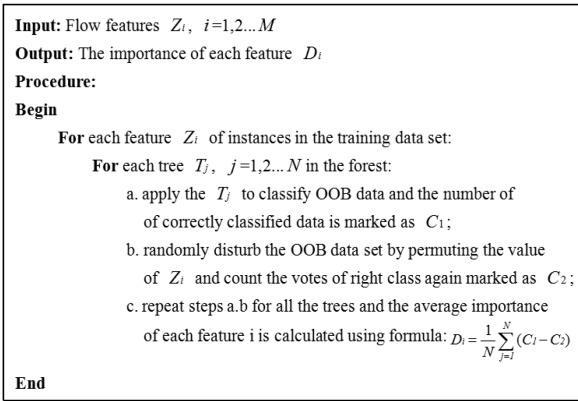 Input: Flow features Zᵢ, i=1,2...M
Output: The importance of each feature Dᵢ
Procedure:
Begin
For each feature Zᵢ of instances in the training data set:
For each tree Tⱼ, j=1,2...N in the forest:
a. apply the Tⱼ to classify OOB data and the number of
of correctly classified data is marked as C₁;
b. randomly disturb the OOB data set by permuting the value
of Zᵢ and count the votes of right class again marked as C₂;
c. repeat steps a.b for all the trees and the average importance
of each feature i is calculated using formula: Dᵢ = 1/N ∑_{j=1}^{N} (C₁−C₂)
End